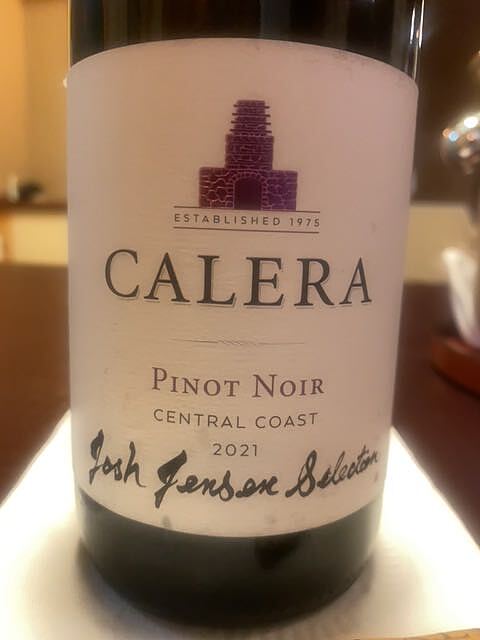 ESTABLISHED 1975
CALERA
PINOT NOIR
CENTRAL COAST
2021
Josh Jensen Selection